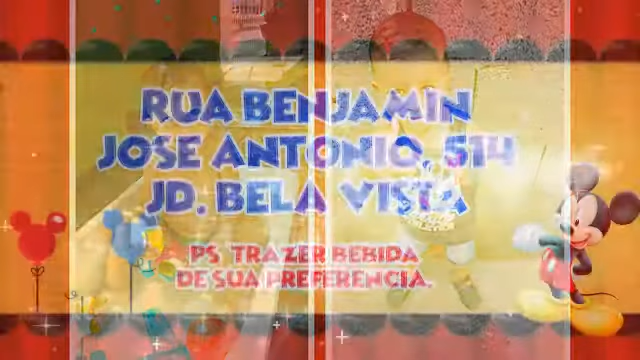 RUA BENJAMIN
JOSE ANTONIO, 514
JD. BELA VISTA
PS TRAZER BEBIDA
DE SUA PREFERENCIA.